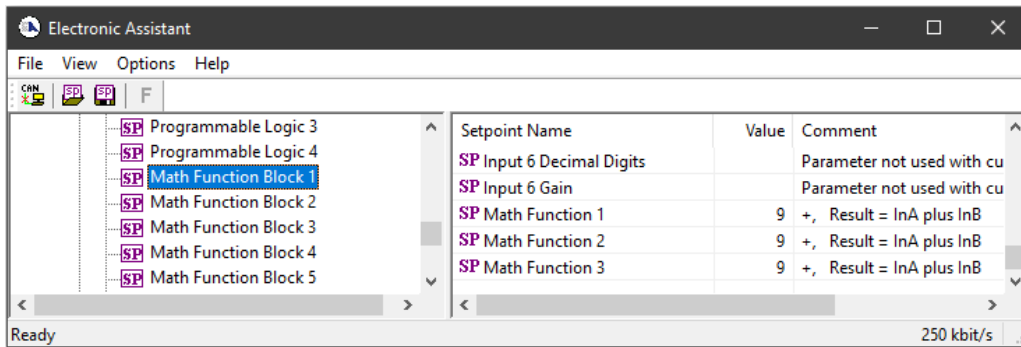 Electronic Assistant
File View Options Help
CAN SP SP F
SP Programmable Logic 3
SP Programmable Logic 4
SP Math Function Block 1
SP Math Function Block 2
SP Math Function Block 3
SP Math Function Block 4
SP Math Function Block 5
Setpoint Name Value Comment
SP Input 6 Decimal Digits Parameter not used with cu
SP Input 6 Gain Parameter not used with cu
SP Math Function 1 9 +, Result = InA plus InB
SP Math Function 2 9 +, Result = InA plus InB
SP Math Function 3 9 +, Result = InA plus InB
Ready 250 kbit/s